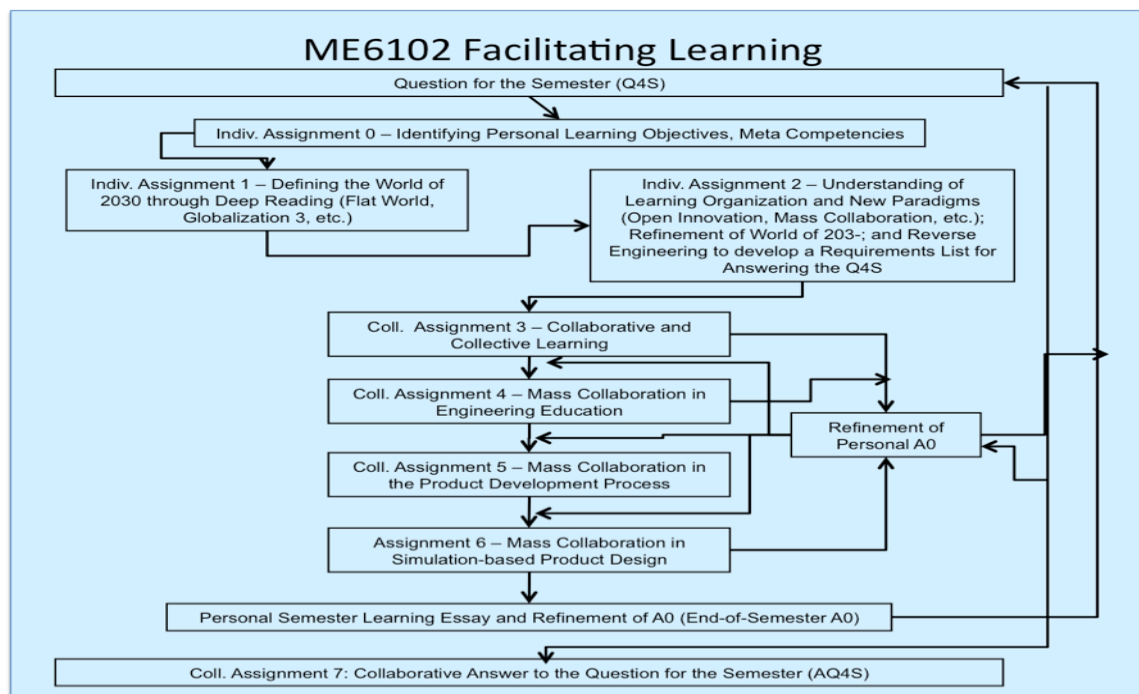 ME6102 Facilitating Learning
Question for the Semester (Q4S)
Indiv. Assignment 0 – Identifying Personal Learning Objectives, Meta Competencies
Indiv. Assignment 1 – Defining the World of
2030 through Deep Reading (Flat World,
Globalization 3, etc.)
Indiv. Assignment 2 – Understanding of
Learning Organization and New Paradigms
(Open Innovation, Mass Collaboration, etc.);
Refinement of World of 203-; and Reverse
Engineering to develop a Requirements List for
Answering the Q4S
Coll. Assignment 3 – Collaborative and
Collective Learning
Coll. Assignment 4 – Mass Collaboration in
Engineering Education
Refinement of
Personal A0
Coll. Assignment 5 – Mass Collaboration in
the Product Development Process
Assignment 6 – Mass Collaboration in
Simulation-based Product Design
Personal Semester Learning Essay and Refinement of A0 (End-of-Semester A0)
Coll. Assignment 7: Collaborative Answer to the Question for the Semester (AQ4S)